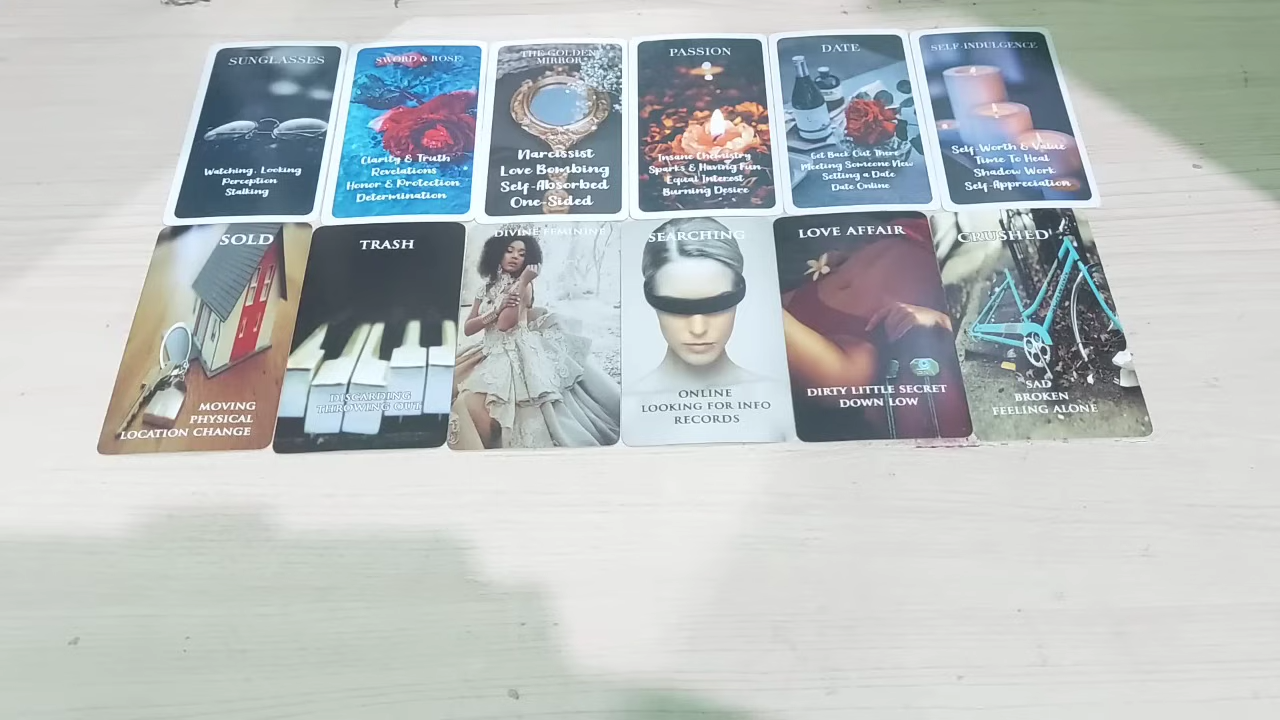 SUNGLASSES
Watching, Looking
Perception
Stalking
SWORD & ROSE
Clarity & Truth
Revelations
Honor & Protection
Determination
THE GOLDEN
MIRROR
Narcissist
Love Bombing
Self-Absorbed
One-Sided
PASSION
Insane Chemistry
Sparks & Having Fun
Equal Interest
Burning Desire
DATE
Get Back Out There
Meeting Someone New
Setting a Date
Date Online
SELF-INDULGENCE
Self-Worth & Value
Time To Heal
Shadow Work
Self-Appreciation
SOLD
MOVING
PHYSICAL
LOCATION CHANGE
TRASH
DISCARDING
THROWING OUT
DIVINE FEMININE
SEARCHING
ONLINE
LOOKING FOR INFO
RECORDS
LOVE AFFAIR
DIRTY LITTLE SECRET
DOWN LOW
CRUSHED
SAD
BROKEN
FEELING ALONE